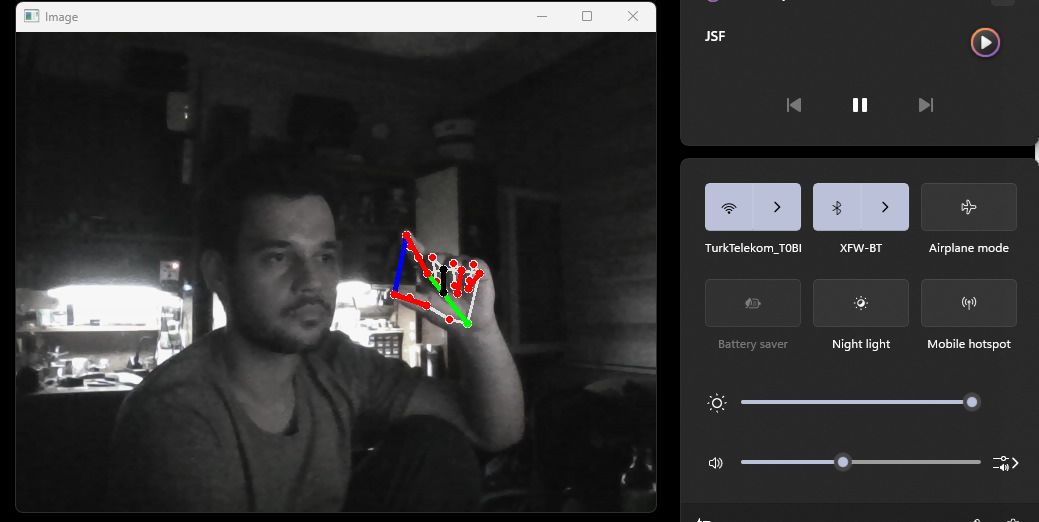 Image
JSF
TurkTelekom_T0BI
XFW-BT
Airplane mode
Battery saver
Night light
Mobile hotspot